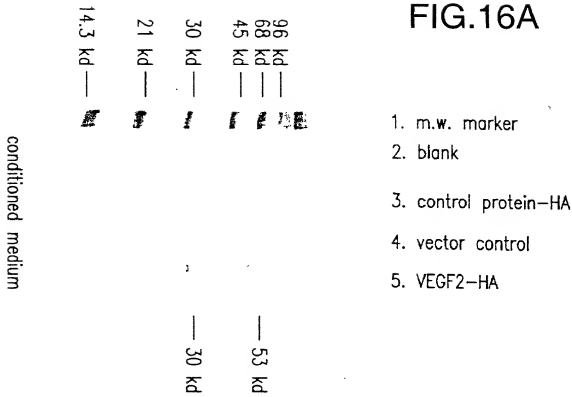 FIG.16A
96 kd
68 kd
45 kd
30 kd
21 kd
14.3 kd
1. m.w. marker
2. blank
3. control protein-HA
4. vector control
5. VEGF2-HA
53 kd
30 kd
conditioned medium